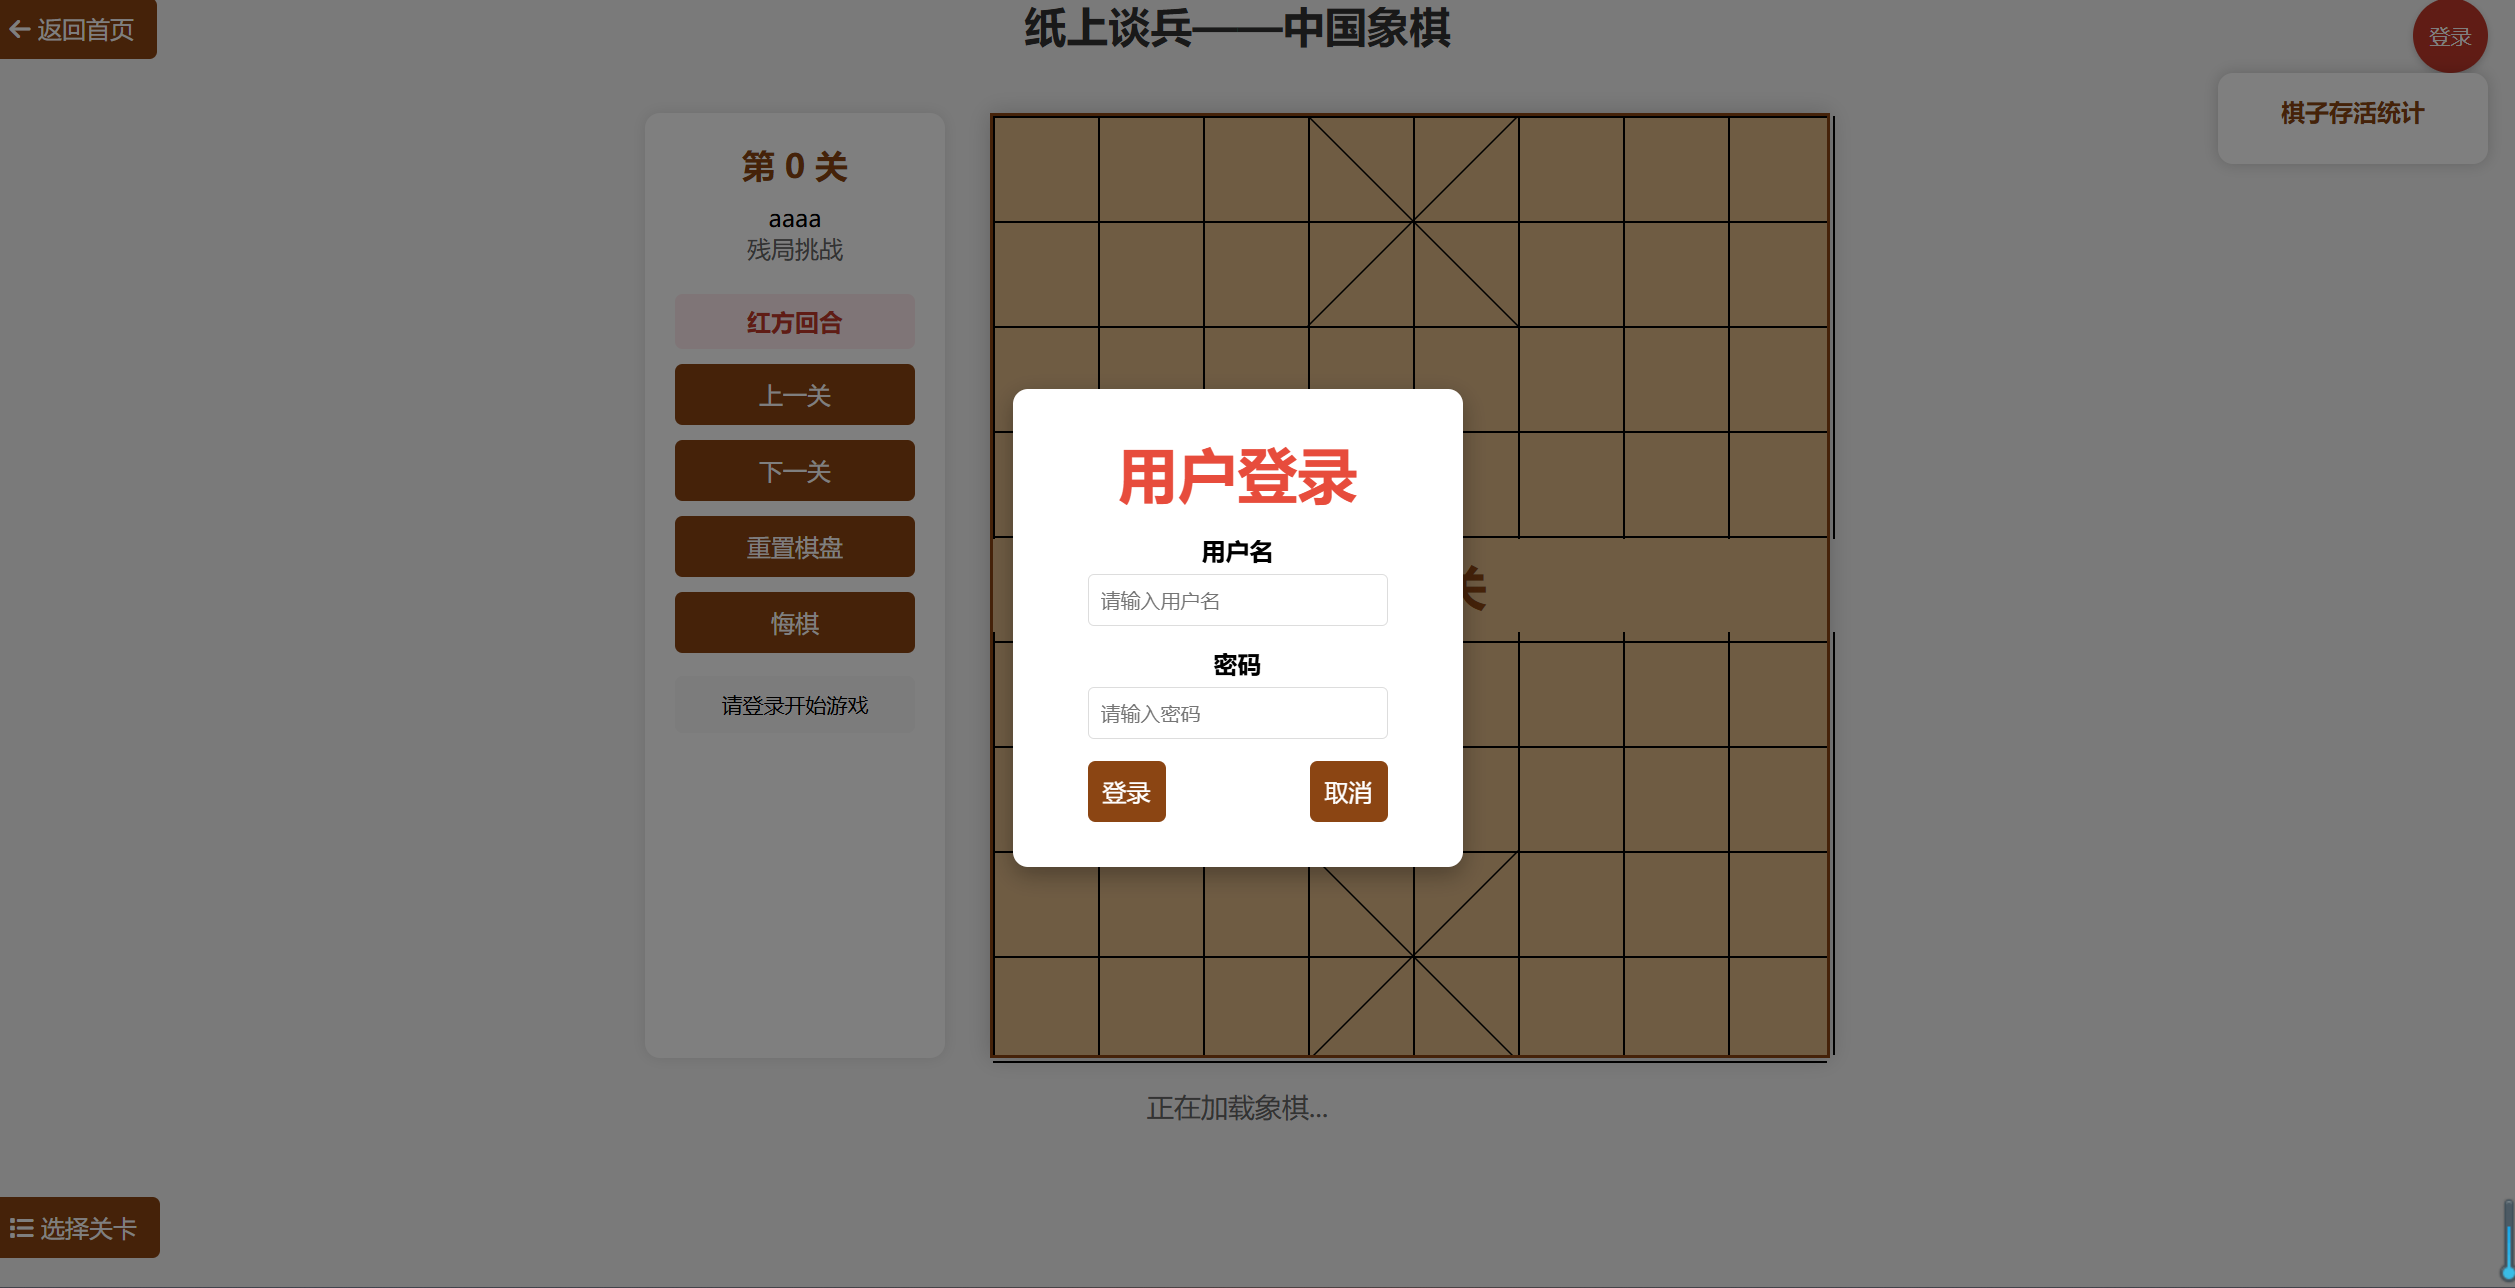 返回首页
纸上谈兵——中国象棋
登录
棋子存活统计
第 0 关
aaaa
残局挑战
红方回合
上一关
下一关
重置棋盘
悔棋
请登录开始游戏
用户登录
用户名
请输入用户名
密码
请输入密码
登录
取消
关
正在加载象棋...
选择关卡